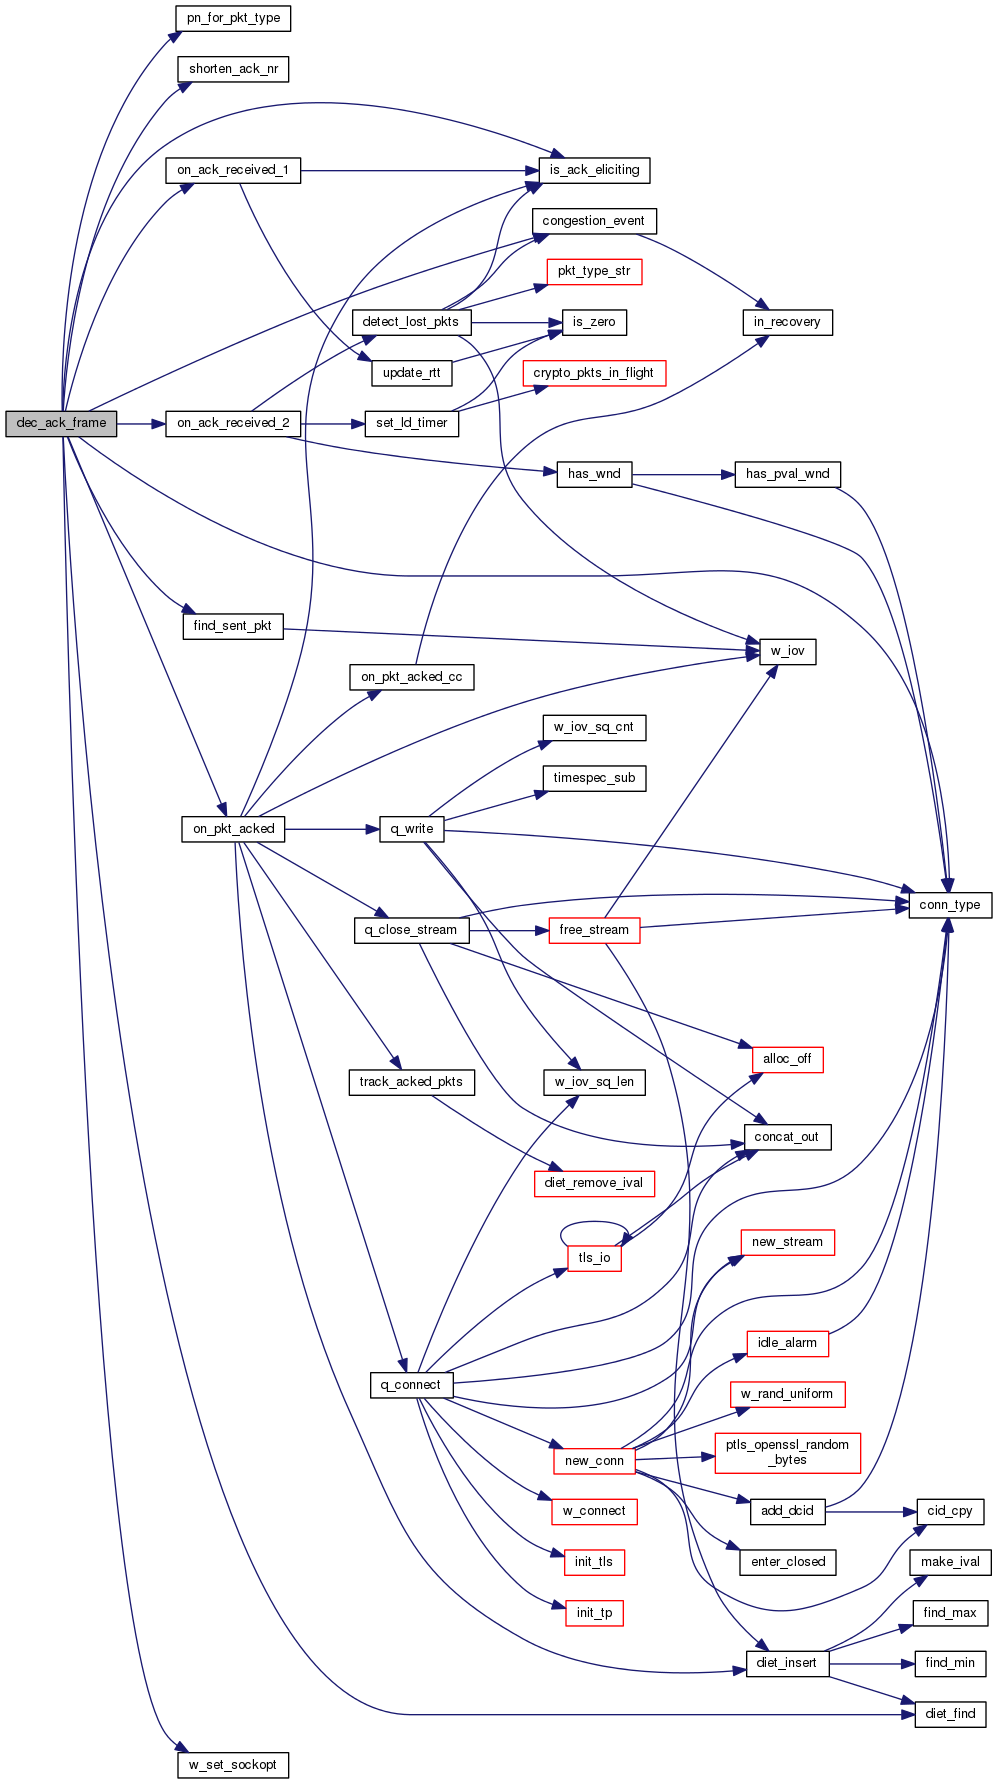 pn_for_pkt_type
shorten_ack_nr
on_ack_received_1
is_ack_eliciting
congestion_event
pkt_type_str
detect_lost_pkts
is_zero
in_recovery
update_rtt
crypto_pkts_in_flight
dec_ack_frame
on_ack_received_2
set_ld_timer
has_wnd
has_pval_wnd
find_sent_pkt
w_iov
on_pkt_acked_cc
w_iov_sq_cnt
timespec_sub
on_pkt_acked
q_write
conn_type
q_close_stream
free_stream
alloc_off
track_acked_pkts
w_iov_sq_len
concat_out
diet_remove_ival
new_stream
tls_io
idle_alarm
q_connect
w_rand_uniform
ptls_openssl_random
_bytes
new_conn
w_connect
add_dcid
cid_cpy
init_tls
enter_closed
make_ival
init_tp
find_max
diet_insert
find_min
diet_find
w_set_sockopt